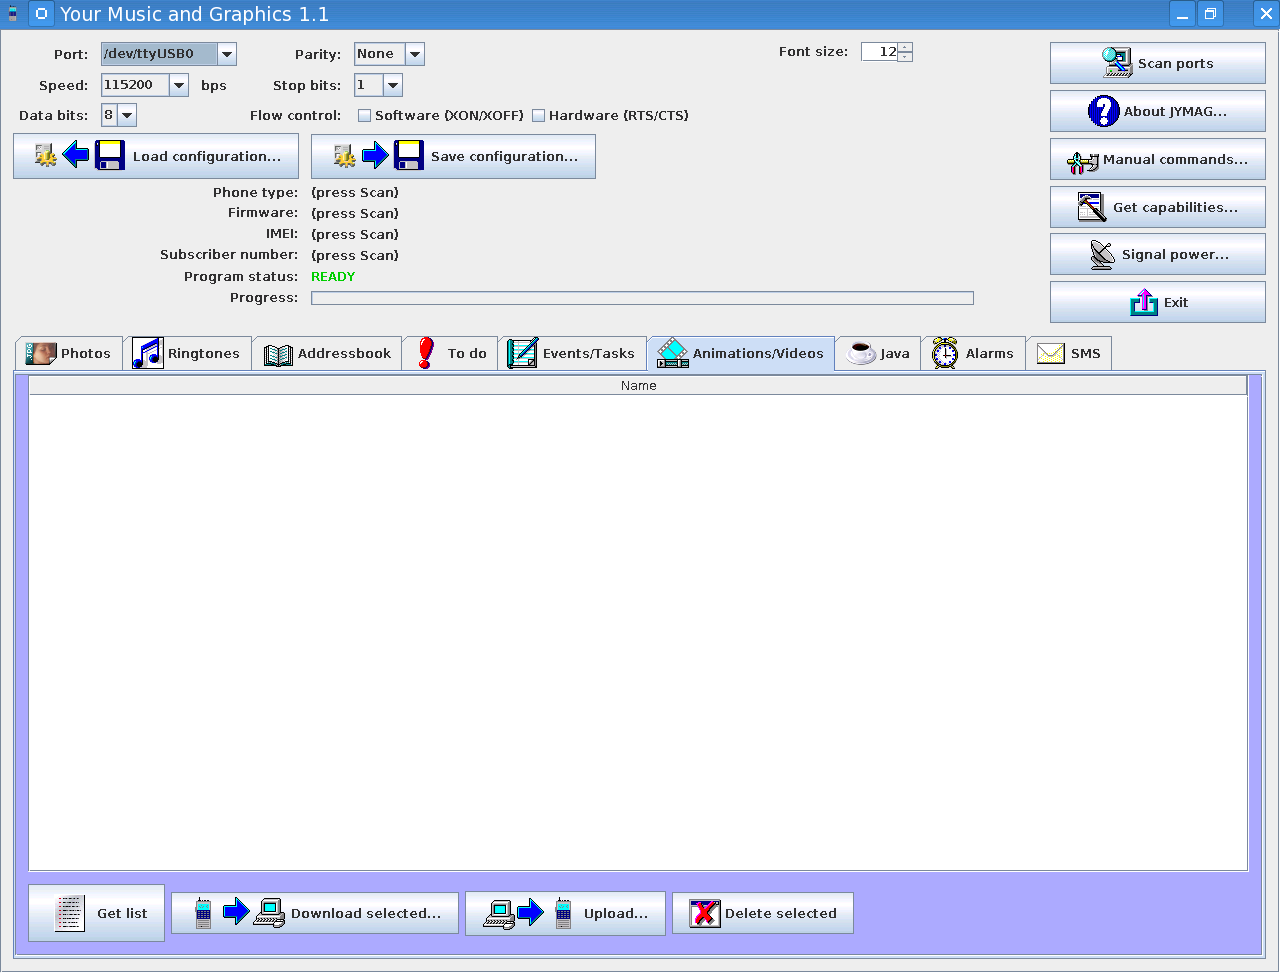 Your Music and Graphics 1.1
Port: /dev/ttyUSB0 Parity: None Font size: 12
Scan ports
Speed: 115200 bps Stop bits: 1
Data bits: 8 Flow control: Software (XON/XOFF) Hardware (RTS/CTS)
About JYMAG...
Load configuration... Save configuration...
Manual commands...
Phone type: (press Scan)
Get capabilities...
Firmware: (press Scan)
IMEI: (press Scan)
Subscriber number: (press Scan)
Signal power...
Program status: READY
Progress:
Exit
Photos Ringtones Addressbook To do Events/Tasks Animations/Videos Java Alarms SMS
Name
Get list Download selected... Upload... Delete selected